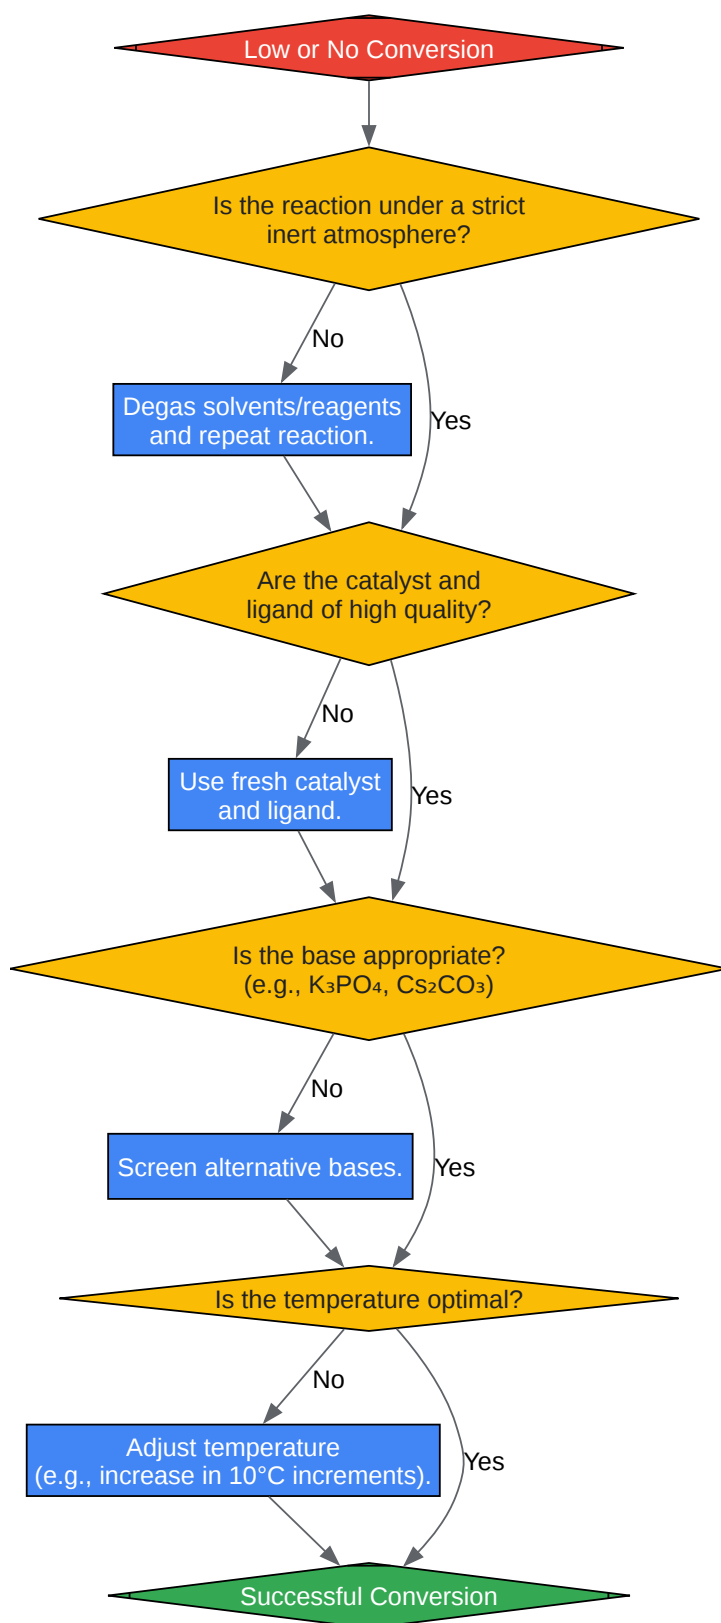 Low or No Conversion
Is the reaction under a strict
inert atmosphere?
No
Degas solvents/reagents
and repeat reaction.
Yes
Are the catalyst and
ligand of high quality?
No
Use fresh catalyst
and ligand.
Yes
Is the base appropriate?
(e.g., K₃PO₄, Cs₂CO₃)
No
Screen alternative bases.
Yes
Is the temperature optimal?
No
Adjust temperature
(e.g., increase in 10°C increments).
Yes
Successful Conversion